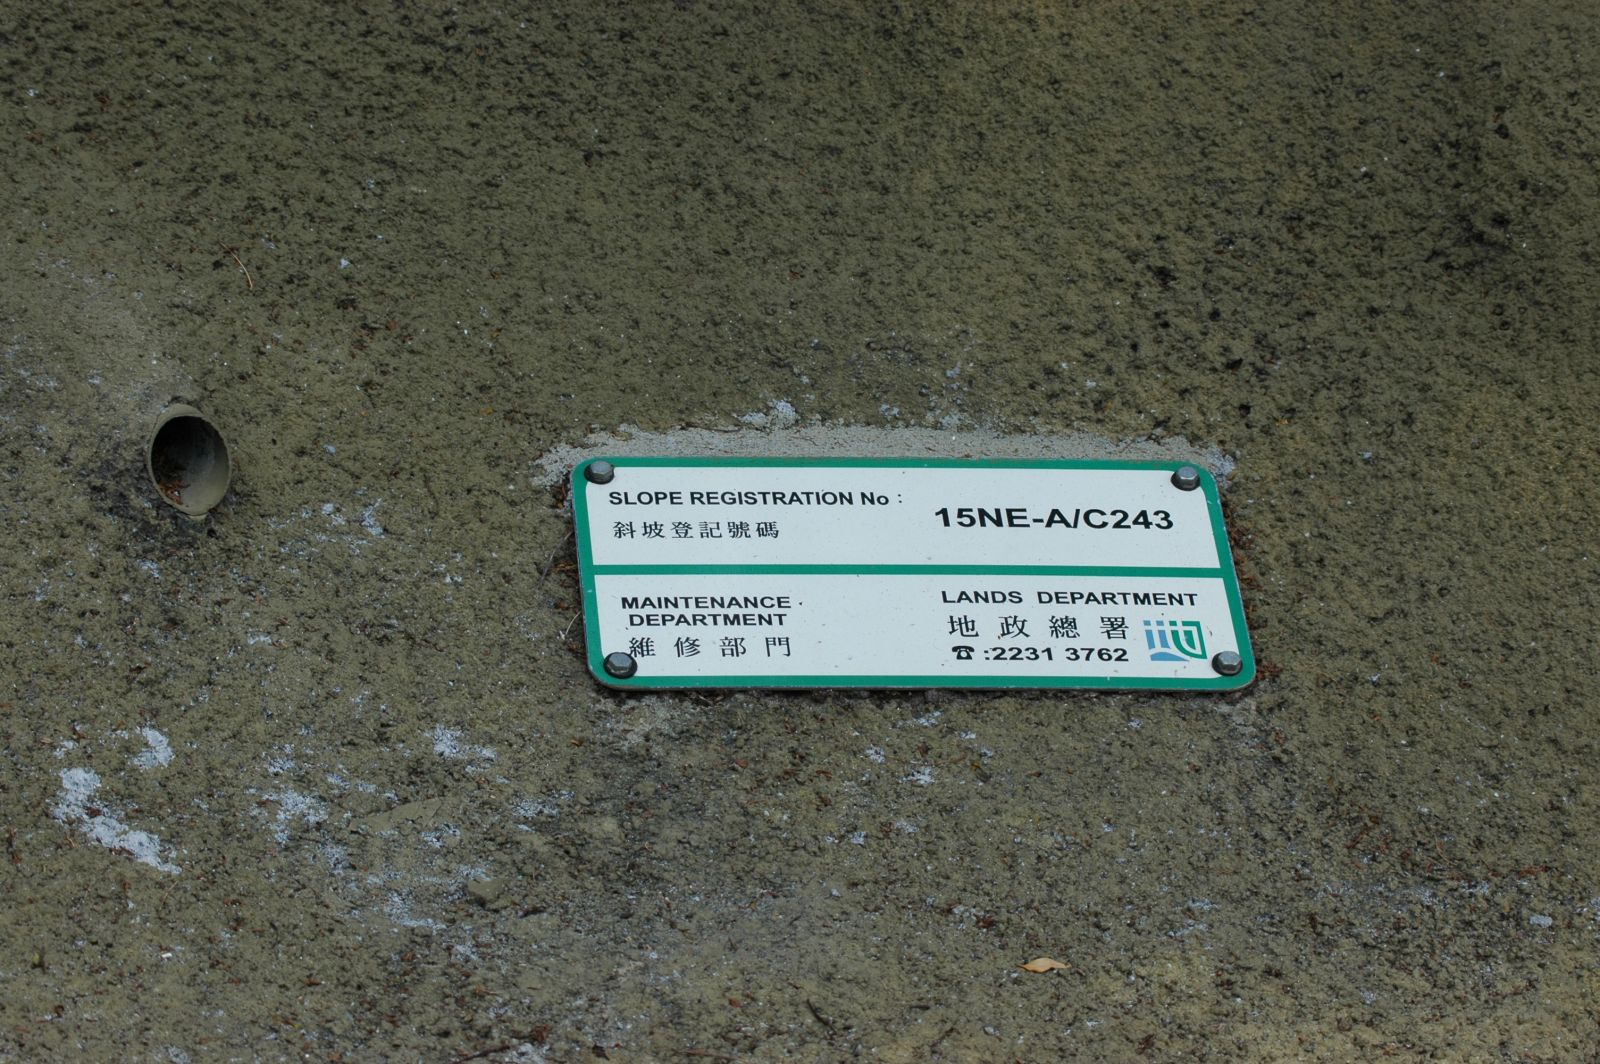 SLOPE REGISTRATION No :
斜坡登記號碼
15NE-A/C243
MAINTENANCE
DEPARTMENT
維修部門
LANDS DEPARTMENT
地政總署
☎:2231 3762